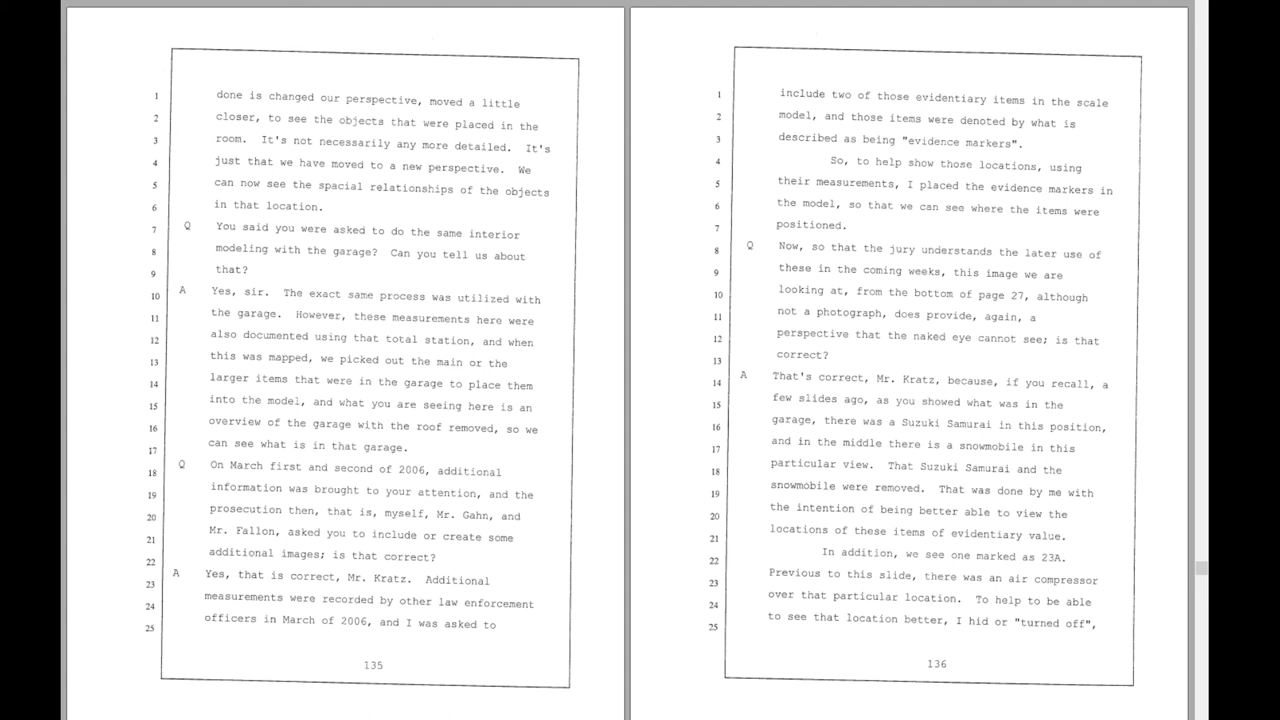 1 done is changed our perspective, moved a little
2 closer, to see the objects that were placed in the
3 room. It's not necessarily any more detailed. It's
4 just that we have moved to a new perspective. We
5 can now see the spacial relationships of the objects
6 in that location.
7 Q You said you were asked to do the same interior
8 modeling with the garage? Can you tell us about
9 that?
10 A Yes, sir. The exact same process was utilized with
11 the garage. However, these measurements here were
12 also documented using that total station, and when
13 this was mapped, we picked out the main or the
14 larger items that were in the garage to place them
15 into the model, and what you are seeing here is an
16 overview of the garage with the roof removed, so we
17 can see what is in that garage.
18 Q On March first and second of 2006, additional
19 information was brought to your attention, and the
20 prosecution then, that is, myself, Mr. Gahn, and
21 Mr. Fallon, asked you to include or create some
22 additional images; is that correct?
23 A Yes, that is correct, Mr. Kratz. Additional
24 measurements were recorded by other law enforcement
25 officers in March of 2006, and I was asked to
135
1 include two of those evidentiary items in the scale
2 model, and those items were denoted by what is
3 described as being "evidence markers".
4 So, to help show those locations, using
5 their measurements, I placed the evidence markers in
6 the model, so that we can see where the items were
7 positioned.
8 Q Now, so that the jury understands the later use of
9 these in the coming weeks, this image we are
10 looking at, from the bottom of page 27, although
11 not a photograph, does provide, again, a
12 perspective that the naked eye cannot see; is that
13 correct?
14 A That's correct, Mr. Kratz, because, if you recall, a
15 few slides ago, as you showed what was in the
16 garage, there was a Suzuki Samurai in this position,
17 and in the middle there is a snowmobile in this
18 particular view. That Suzuki Samurai and the
19 snowmobile were removed. That was done by me with
20 the intention of being better able to view the
21 locations of these items of evidentiary value.
22 In addition, we see one marked as 23A.
23 Previous to this slide, there was an air compressor
24 over that particular location. To help to be able
25 to see that location better, I hid or "turned off",
136